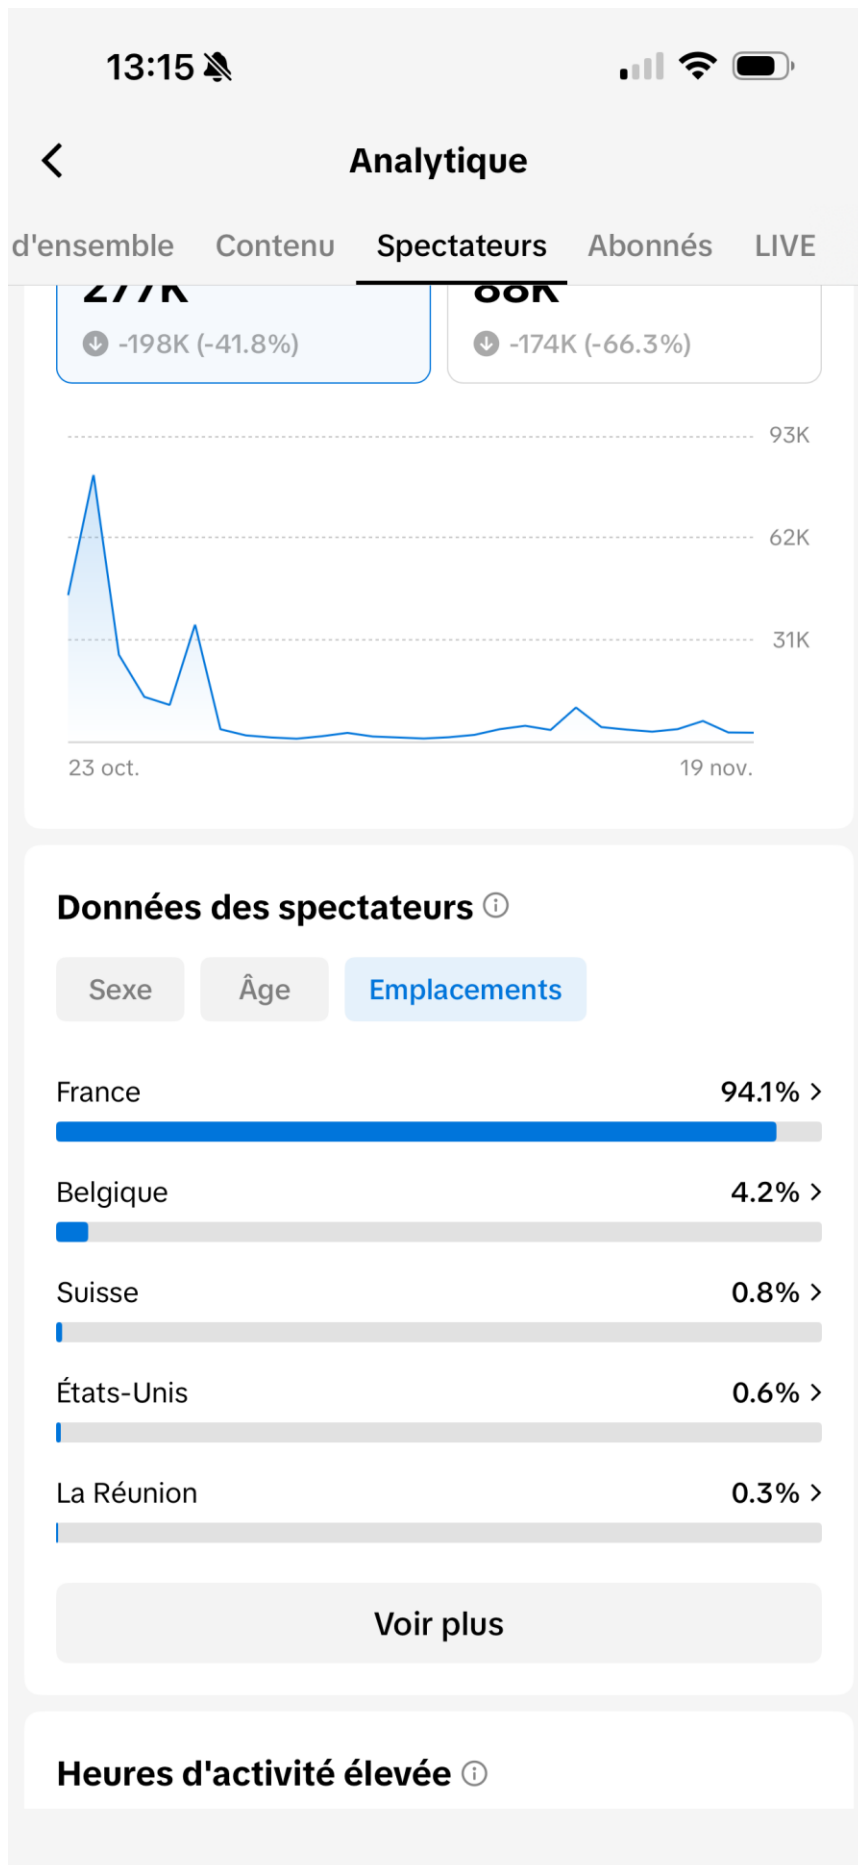 13:15
Analytique
d'ensemble Contenu Spectateurs Abonnés LIVE
277K 88K
-198K (-41.8%) -174K (-66.3%)
93K
62K
31K
23 oct. 19 nov.
Données des spectateurs
Sexe Âge Emplacements
France 94.1%
Belgique 4.2%
Suisse 0.8%
États-Unis 0.6%
La Réunion 0.3%
Voir plus
Heures d'activité élevée